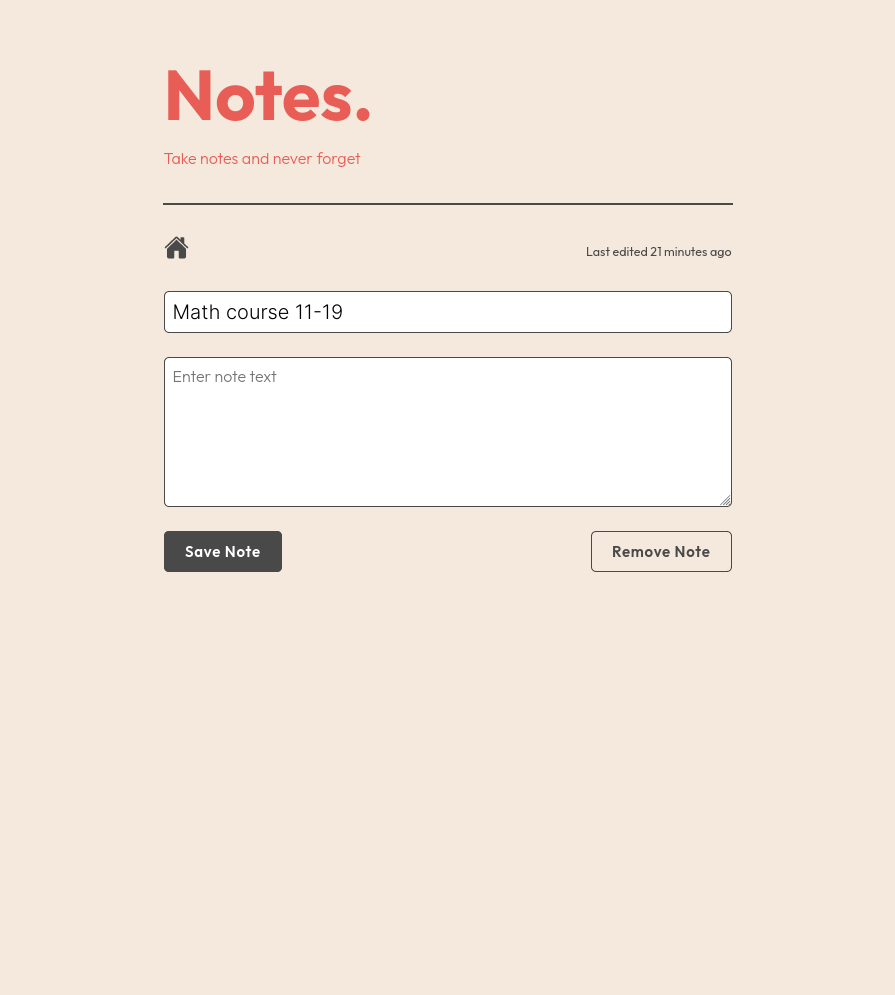 Notes.
Take notes and never forget
Last edited 21 minutes ago
Math course 11-19
Enter note text
Save Note
Remove Note